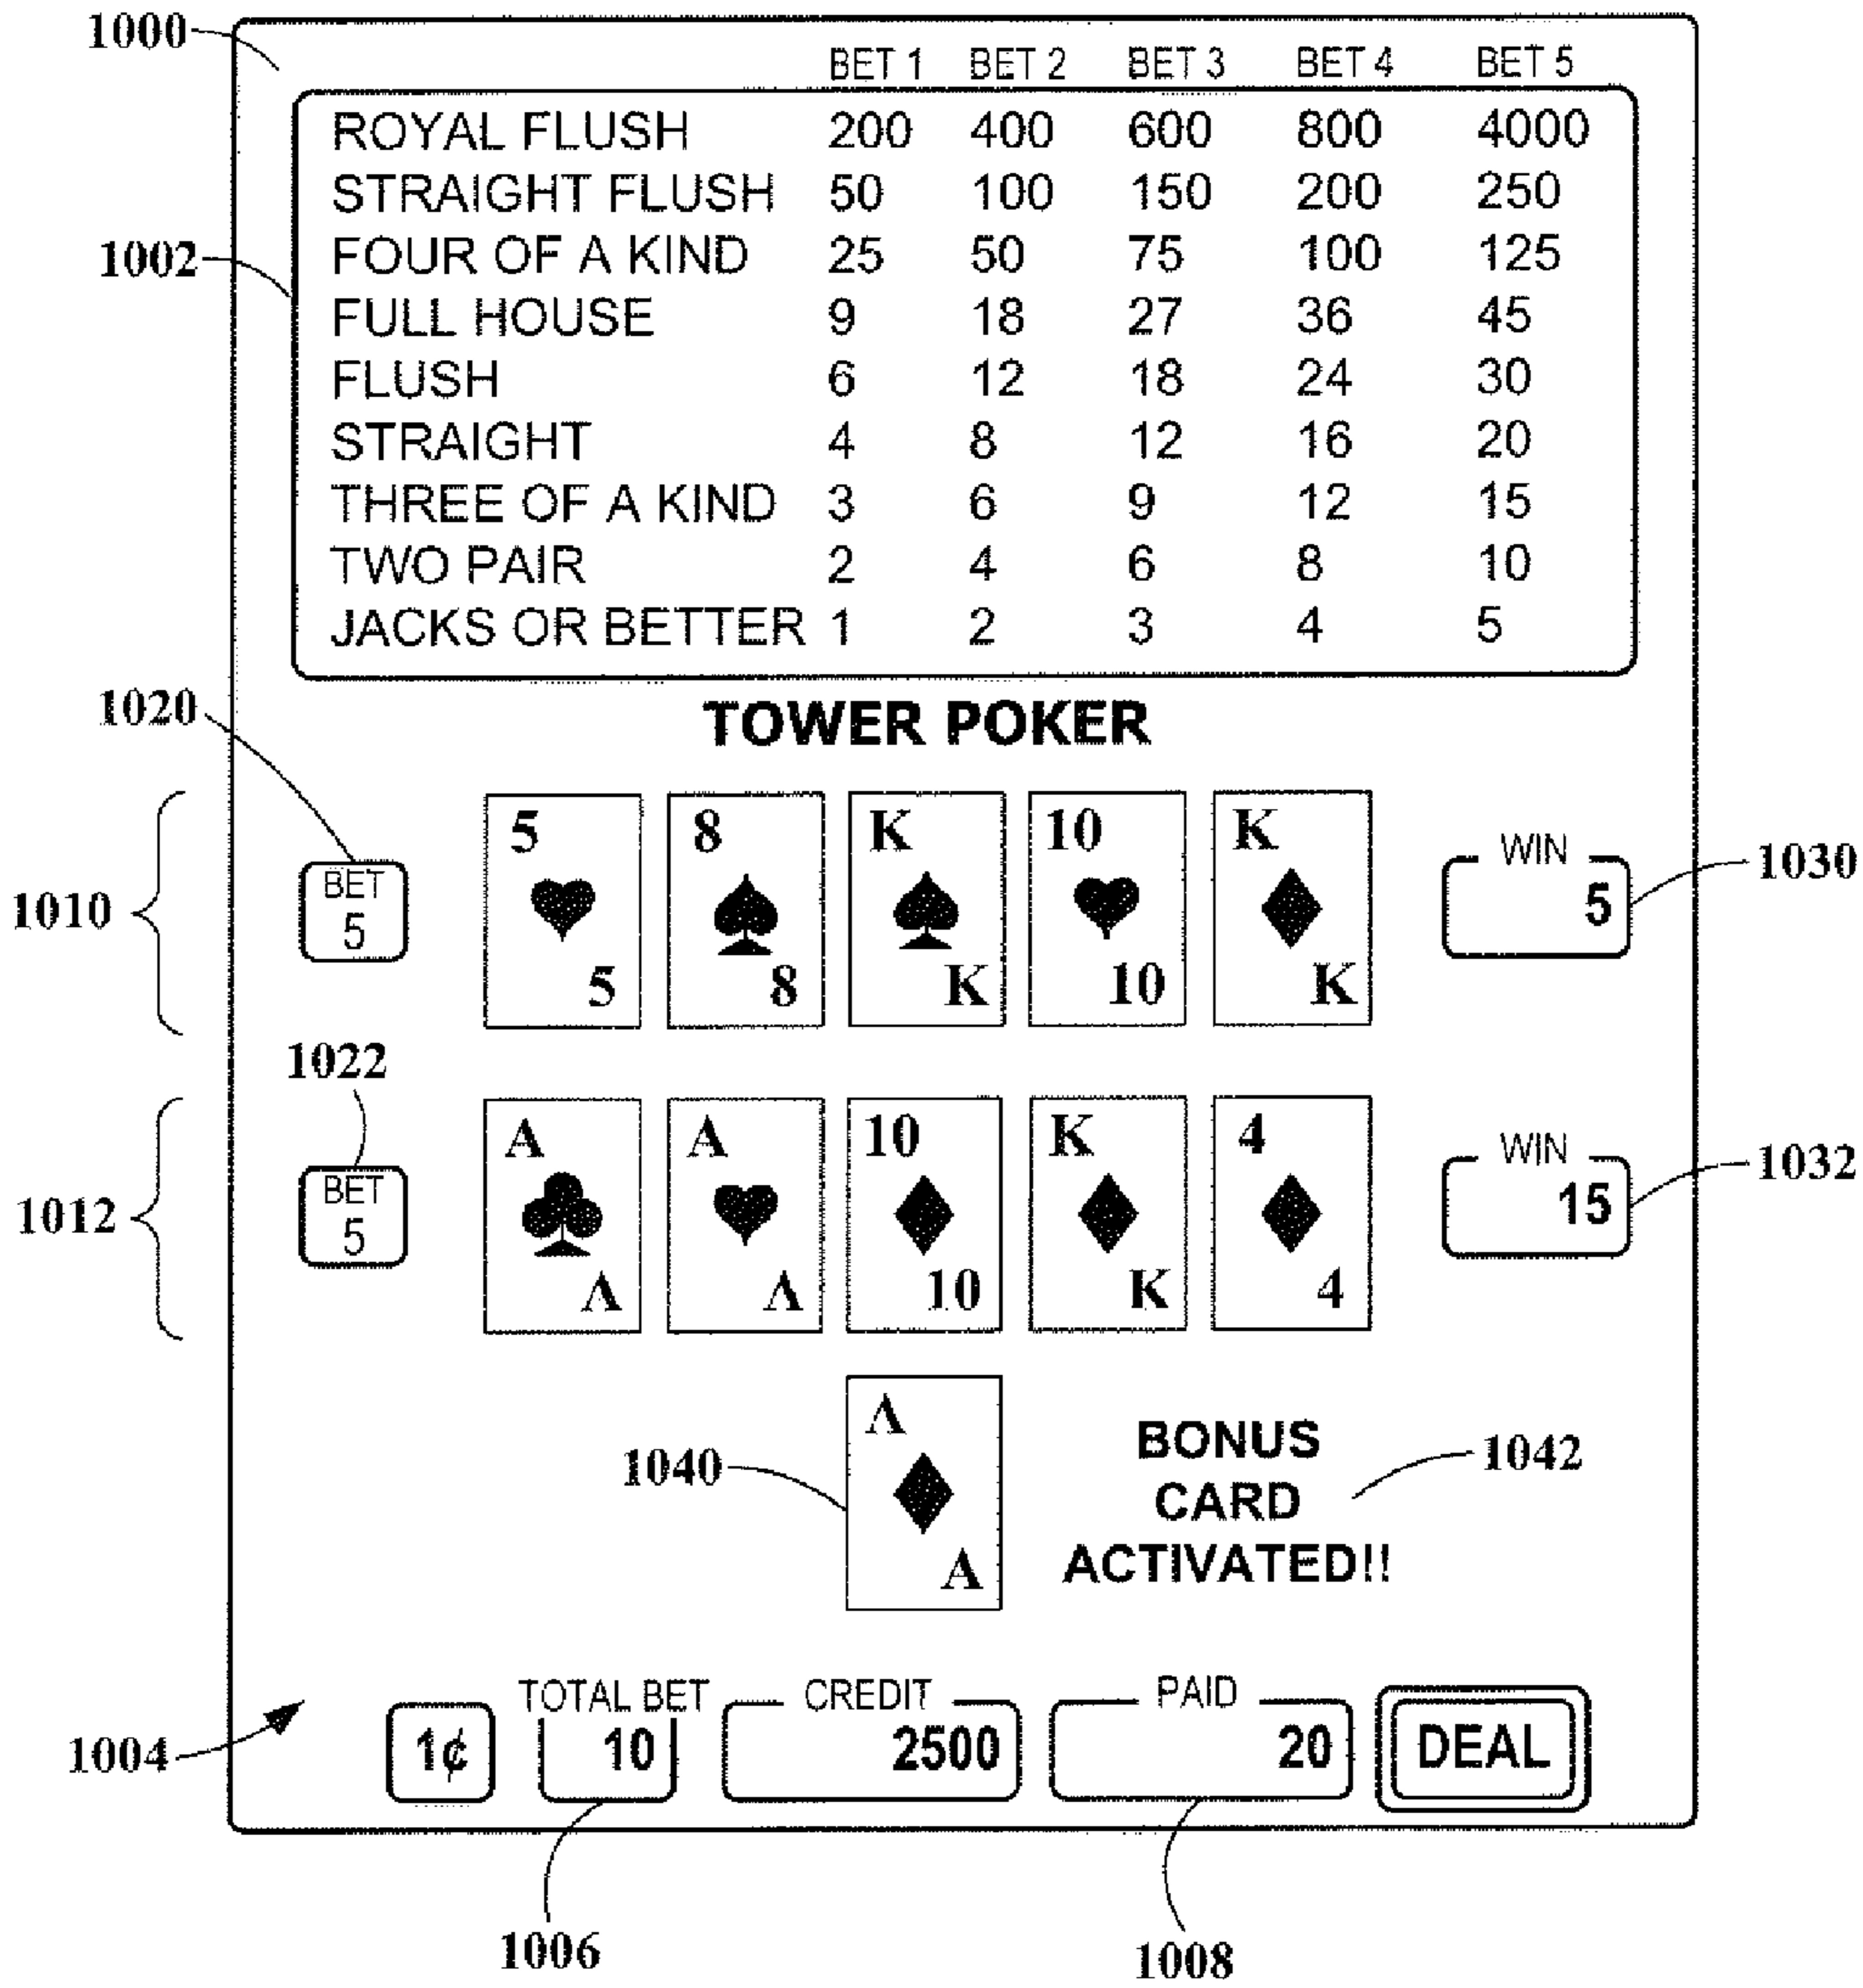 1000
BET 1 BET 2 BET 3 BET 4 BET 5
ROYAL FLUSH 200 400 600 800 4000
STRAIGHT FLUSH 50 100 150 200 250
1002
FOUR OF A KIND 25 50 75 100 125
FULL HOUSE 9 18 27 36 45
FLUSH 6 12 18 24 30
STRAIGHT 4 8 12 16 20
THREE OF A KIND 3 6 9 12 15
TWO PAIR 2 4 6 8 10
JACKS OR BETTER 1 2 3 4 5
1020
TOWER POKER
5 8 K 10 K
WIN
1030
1010
BET
5
5
5 8 K 10 K
1022
A A 10 K 4
WIN
1032
1012
BET
5
15
A A 10 K 4
A
BONUS
1040
1042
CARD
ACTIVATED!!
A
TOTAL BET CREDIT PAID
1004
1¢ 10 2500 20 DEAL
1006
1008